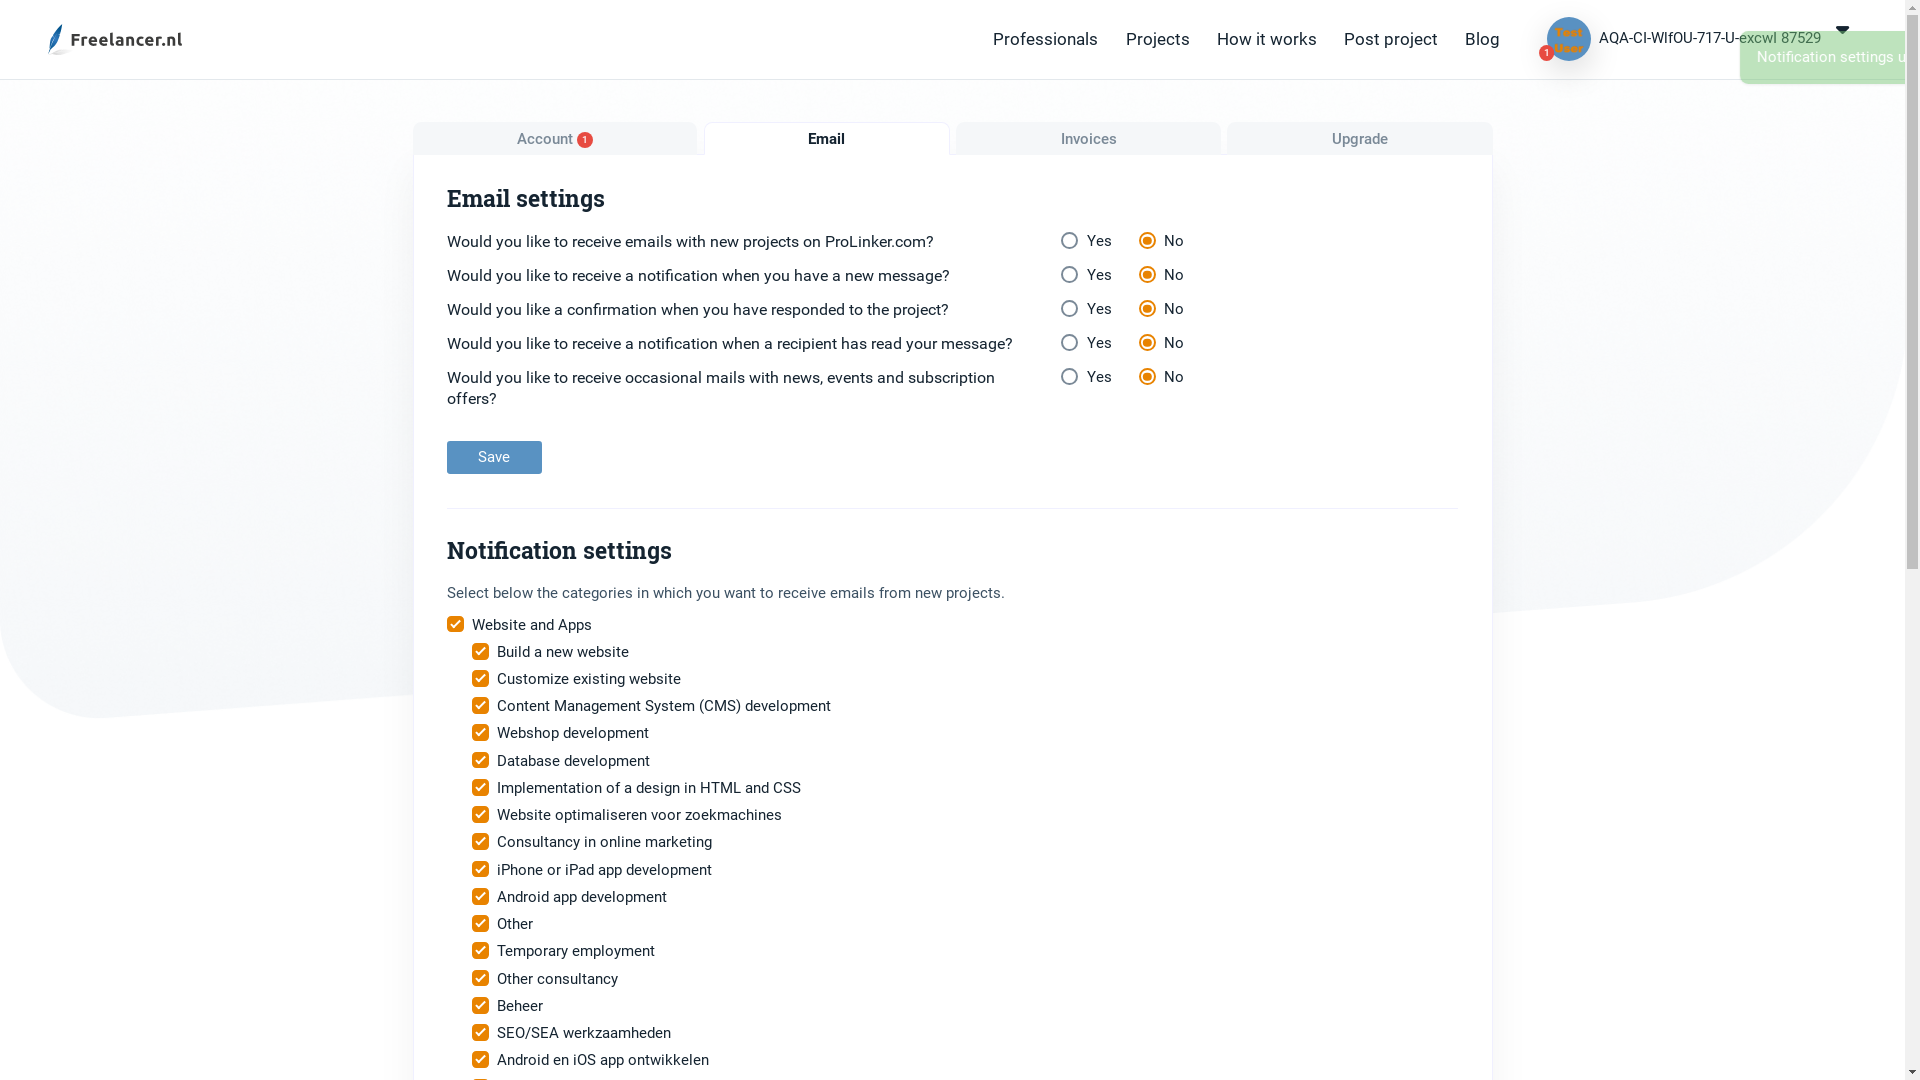 Freelancer.nl
Professionals
Projects
How it works
Post project
Blog
Test
User
1
AQA-CI-WlfOU-717-U-excwl 87529
Notification settings u
Account 1
Email
Invoices
Upgrade
Email settings
Would you like to receive emails with new projects on ProLinker.com?
Yes
No
Would you like to receive a notification when you have a new message?
Yes
No
Would you like a confirmation when you have responded to the project?
Yes
No
Would you like to receive a notification when a recipient has read your message?
Yes
No
Would you like to receive occasional mails with news, events and subscription
offers?
Yes
No
Save
Notification settings
Select below the categories in which you want to receive emails from new projects.
Website and Apps
Build a new website
Customize existing website
Content Management System (CMS) development
Webshop development
Database development
Implementation of a design in HTML and CSS
Website optimaliseren voor zoekmachines
Consultancy in online marketing
iPhone or iPad app development
Android app development
Other
Temporary employment
Other consultancy
Beheer
SEO/SEA werkzaamheden
Android en iOS app ontwikkelen